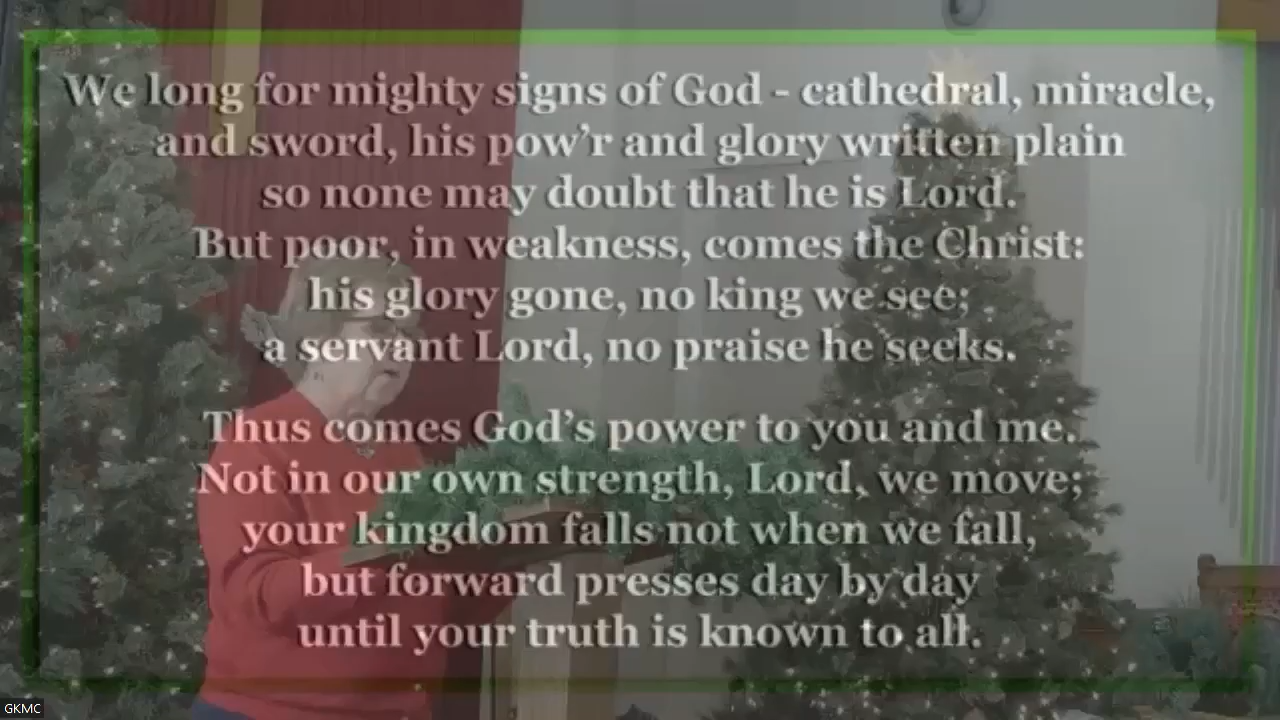 We long for mighty signs of God - cathedral, miracle,
and sword, his pow’r and glory written plain
so none may doubt that he is Lord.
But poor, in weakness, comes the Christ:
his glory gone, no king we see;
a servant Lord, no praise he seeks.
Thus comes God’s power to you and me.
Not in our own strength, Lord, we move;
your kingdom falls not when we fall,
but forward presses day by day
until your truth is known to all.
GKMC